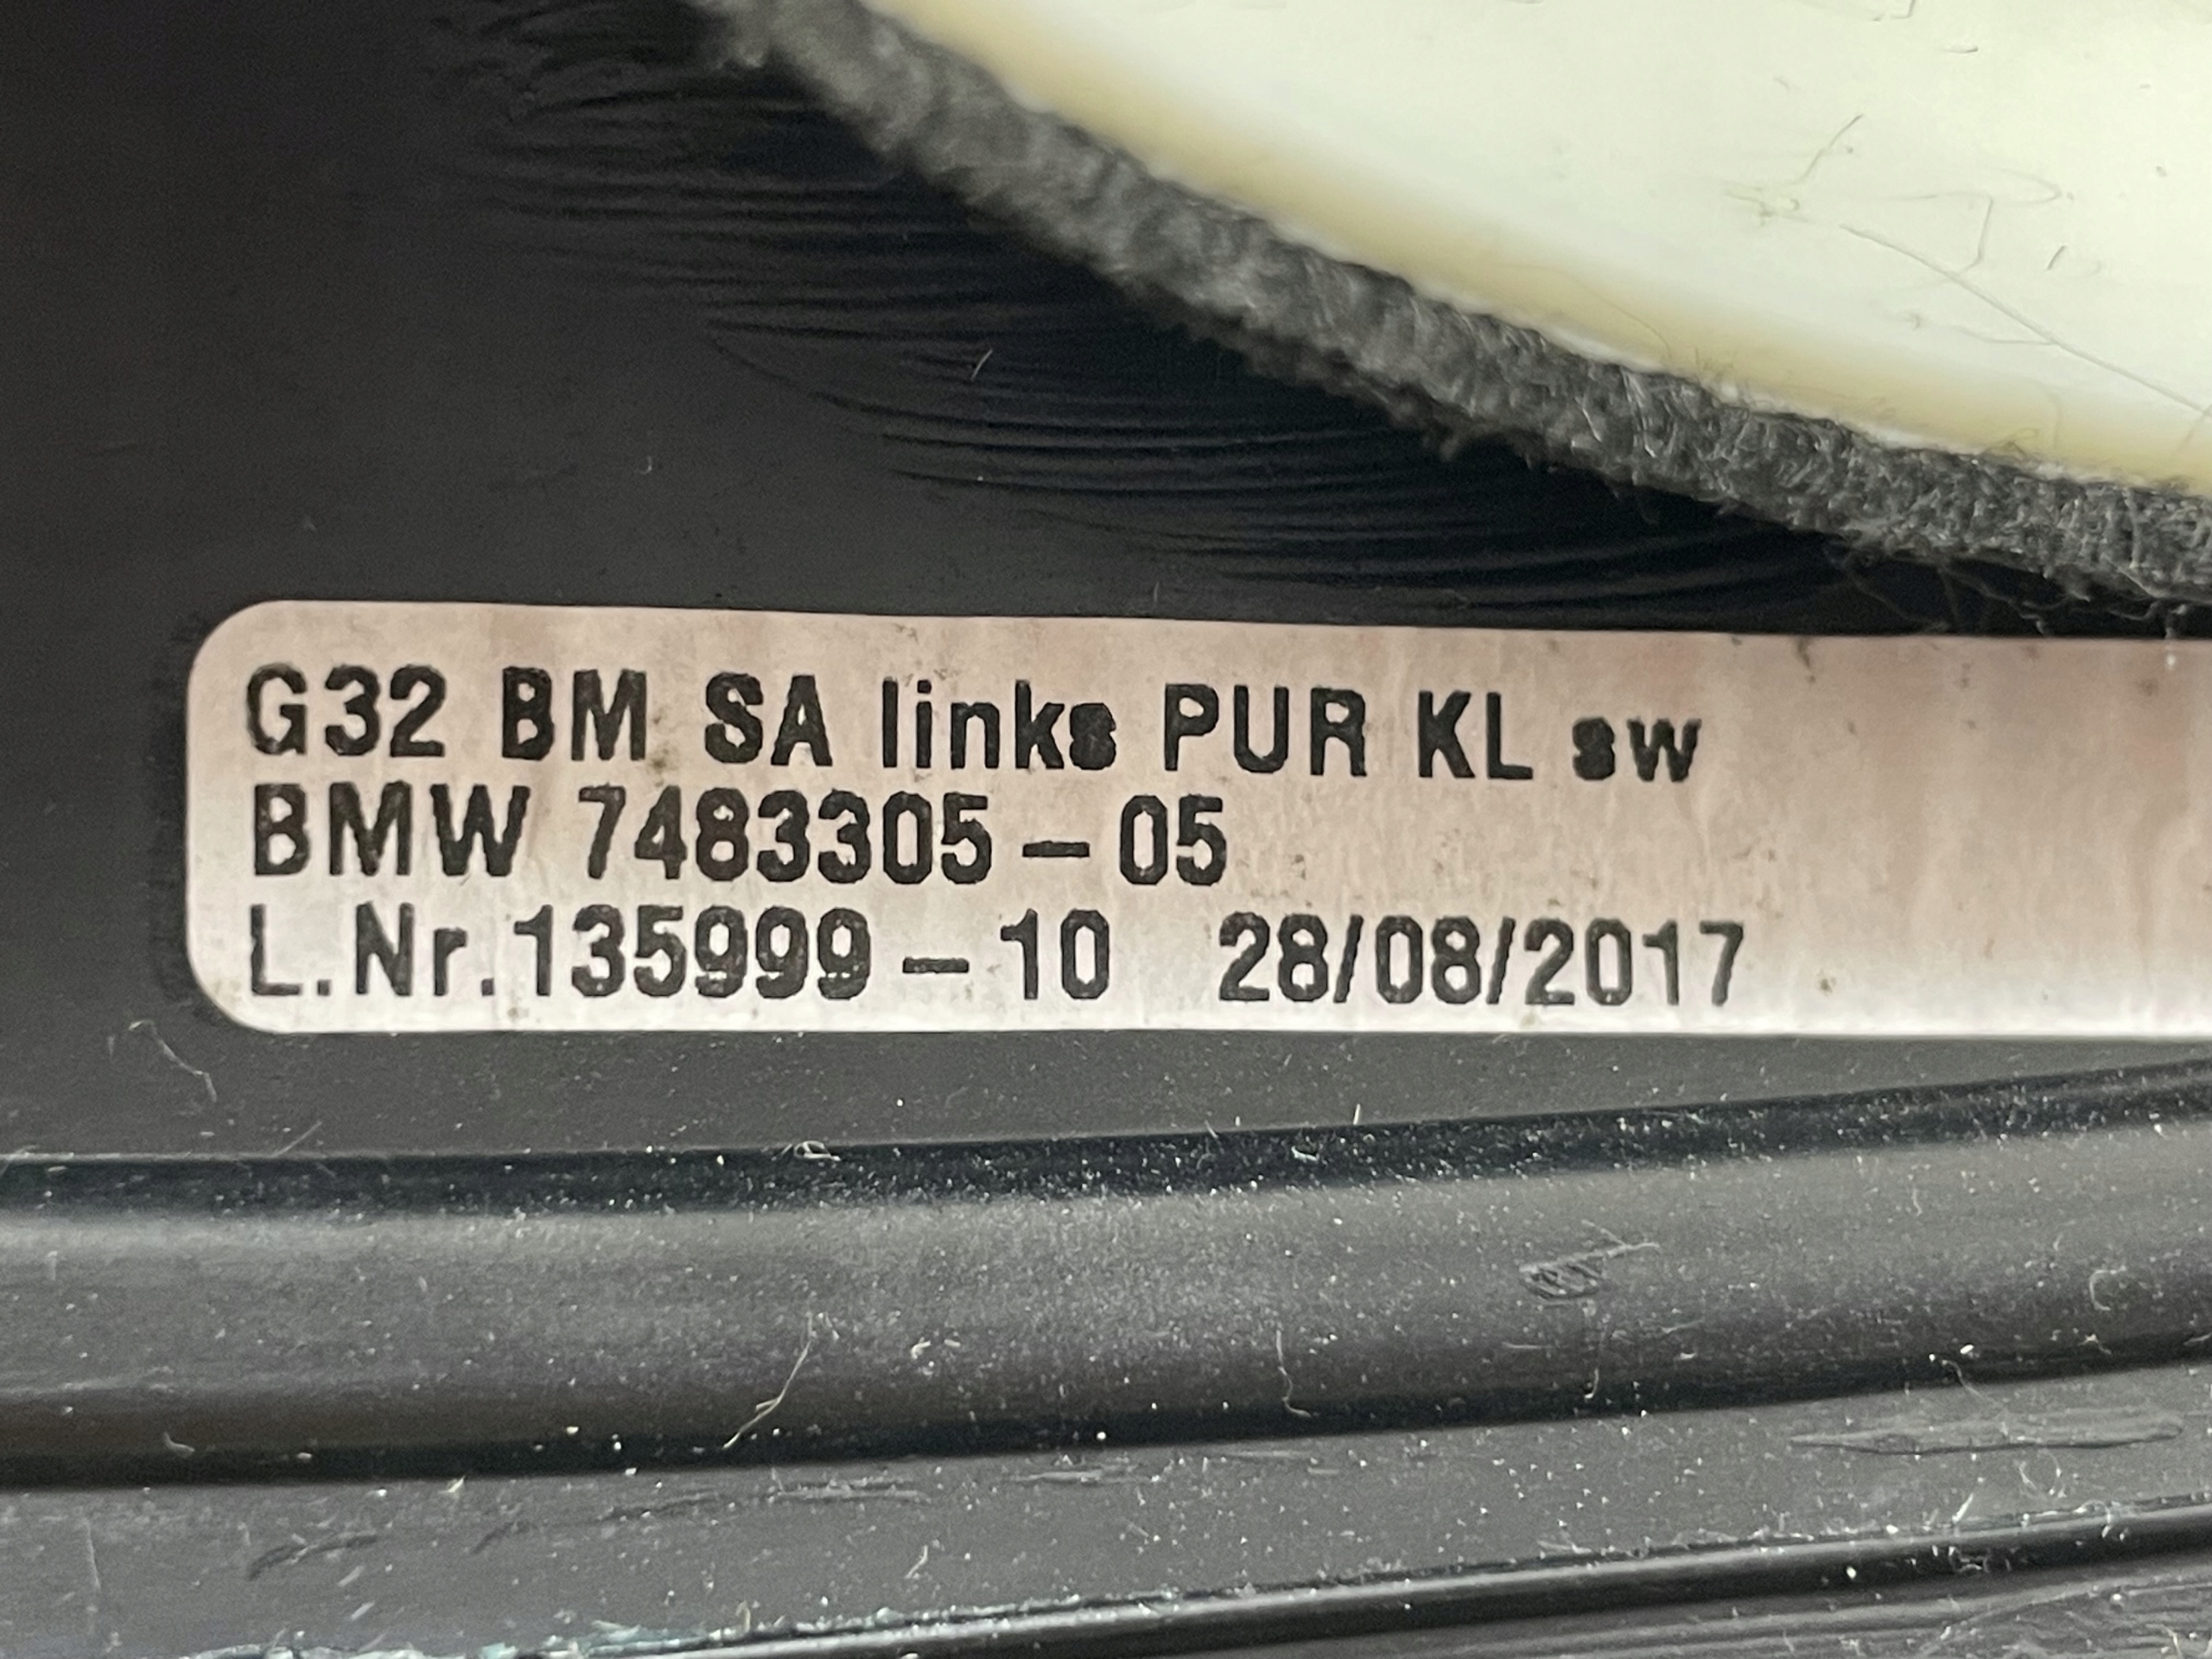 G32 BM SA links PUR KL sw
BMW 7483305-05
L.Nr.135999-10 28/08/2017